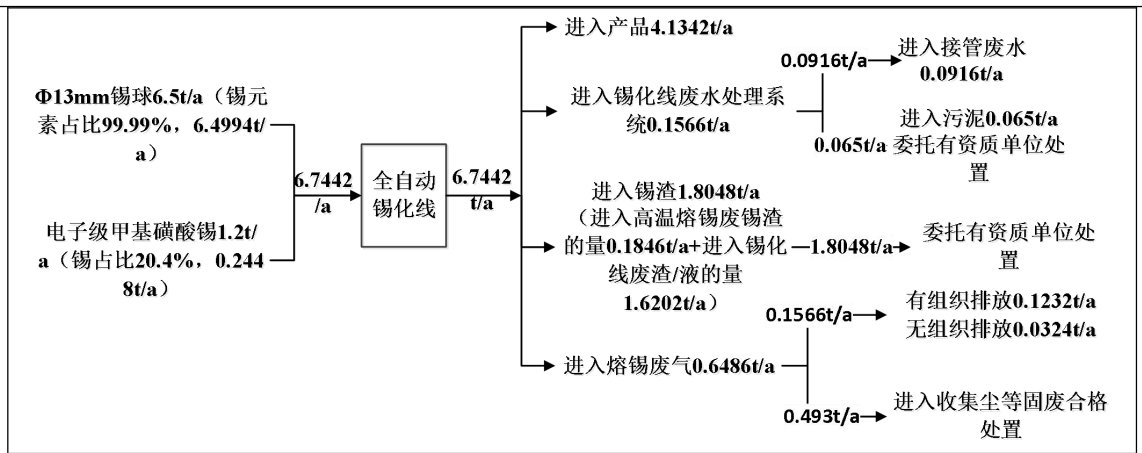 Φ13mm锡球6.5t/a（锡元
素占比99.99%，6.4994t/
a）
电子级甲基磺酸锡1.2t/
a（锡占比20.4%，0.244
8t/a）
6.7442
/a
全自动
锡化线
6.7442
t/a
进入产品4.1342t/a
进入锡化线废水处理系
统0.1566t/a
0.0916t/a
进入接管废水
0.0916t/a
0.065t/a
进入污泥0.065t/a
委托有资质单位处
置
进入锡渣1.8048t/a
（进入高温熔锡废锡渣
的量0.1846t/a+进入锡化
线废渣/液的量
1.6202t/a）
1.8048t/a
委托有资质单位处
置
进入熔锡废气0.6486t/a
0.1566t/a
有组织排放0.1232t/a
无组织排放0.0324t/a
0.493t/a
进入收集尘等固废合格
处置